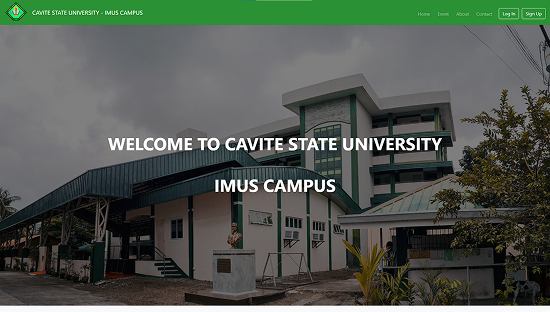 CAVITE STATE UNIVERSITY - IMUS CAMPUS
Home Event About Contact Log In Sign Up
WELCOME TO CAVITE STATE UNIVERSITY
IMUS CAMPUS